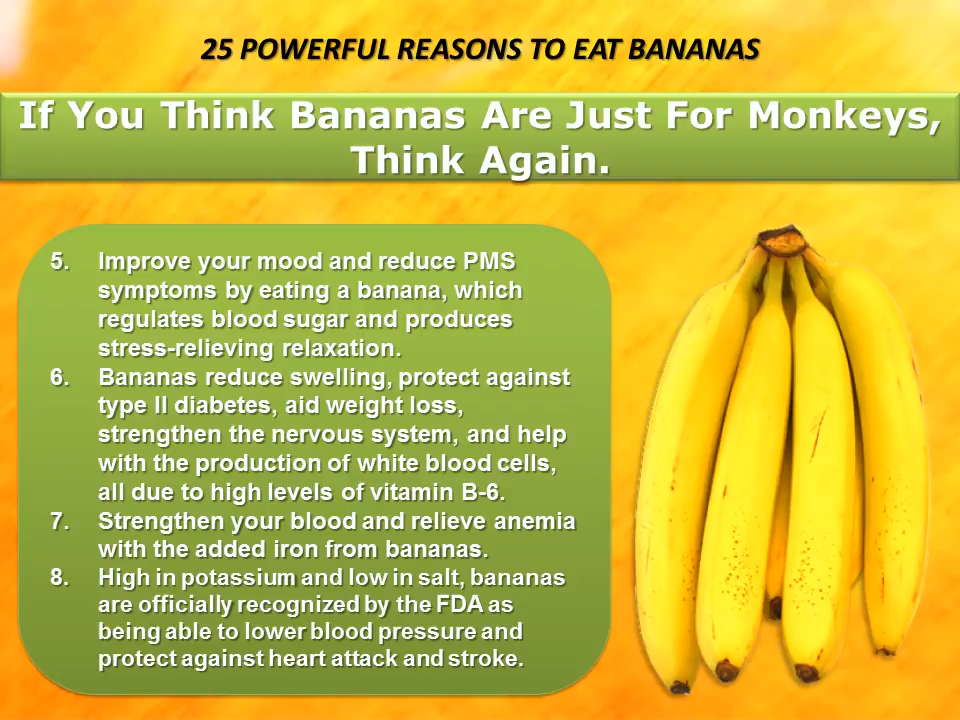 25 POWERFUL REASONS TO EAT BANANAS
If You Think Bananas Are Just For Monkeys,
Think Again.
5. Improve your mood and reduce PMS
symptoms by eating a banana, which
regulates blood sugar and produces
stress-relieving relaxation.
6. Bananas reduce swelling, protect against
type II diabetes, aid weight loss,
strengthen the nervous system, and help
with the production of white blood cells,
all due to high levels of vitamin B-6.
7. Strengthen your blood and relieve anemia
with the added iron from bananas.
8. High in potassium and low in salt, bananas
are officially recognized by the FDA as
being able to lower blood pressure and
protect against heart attack and stroke.